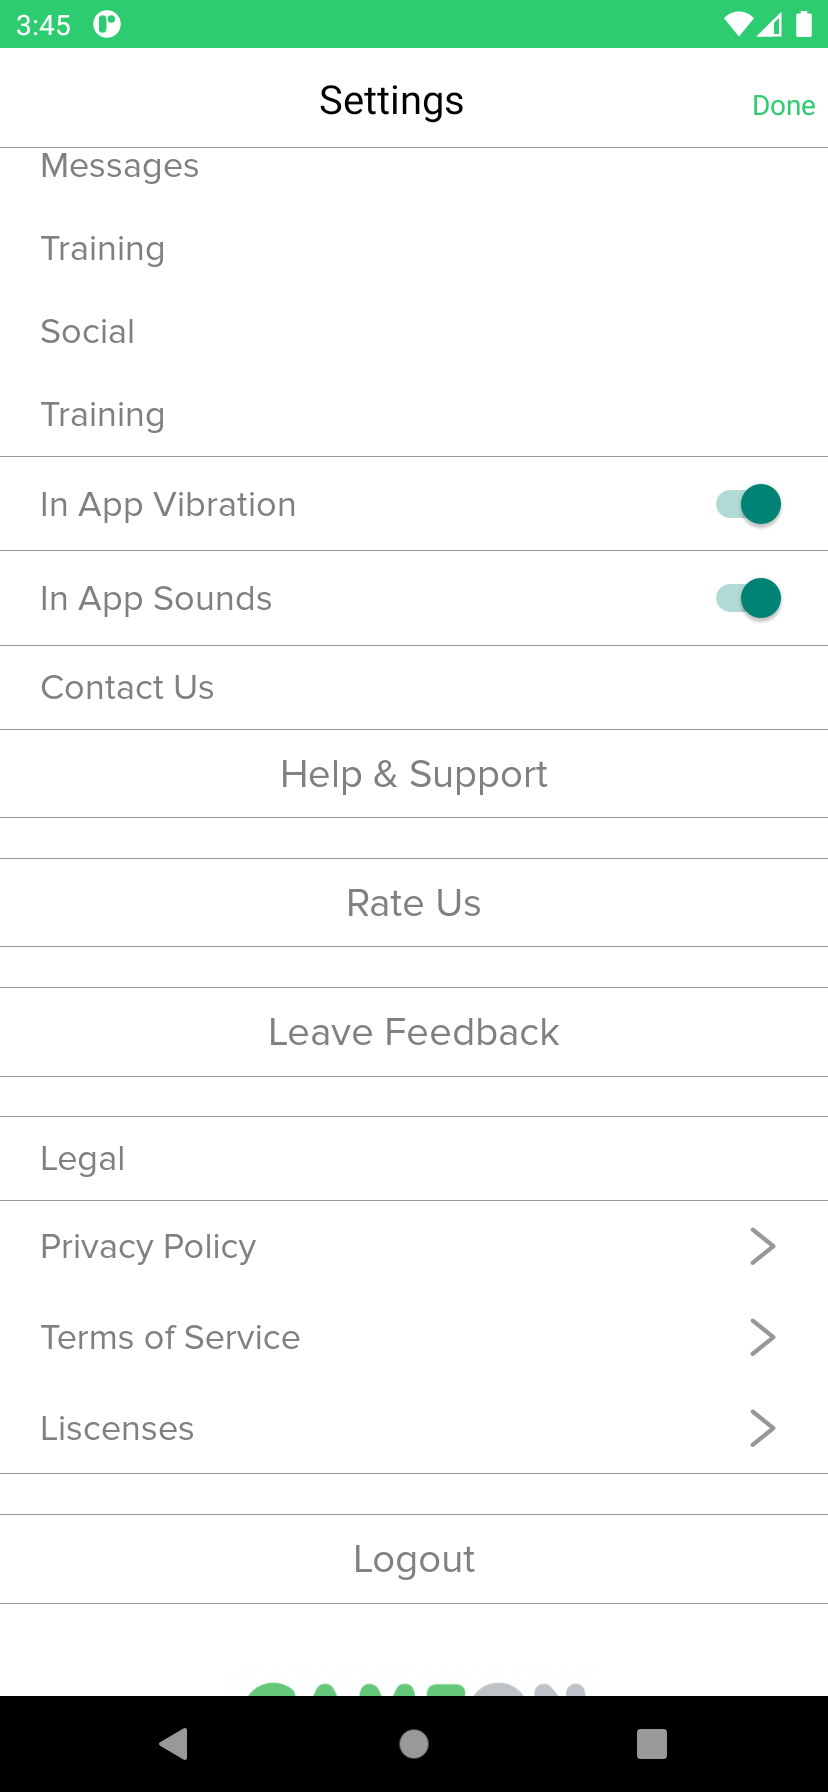 3:45
Settings
Done
Messages
Training
Social
Training
In App Vibration
In App Sounds
Contact Us
Help & Support
Rate Us
Leave Feedback
Legal
Privacy Policy
Terms of Service
Liscenses
Logout